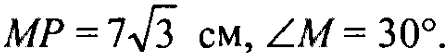 MP = 7√3 см, ∠M = 30°.